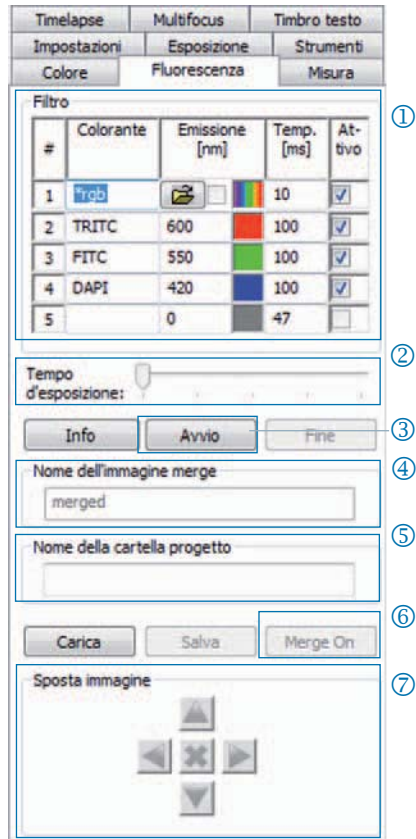 Timelapse Multifocus Timbro testo
Impostazioni Esposizione Strumenti
Colore Fluorescenza Misura
Filtro
①
# Colorante Emissione [nm] Temp. [ms] At-tivo
1 *rgb 10
2 TRITC 600 100
3 FITC 550 100
4 DAPI 420 100
5 0 47
②
Tempo
d'esposizione:
Info Avvio Fine ③
Nome dell'immagine merge ④
merged
Nome della cartella progetto ⑤
⑥
Carica Salva Merge On
Sposta immagine ⑦